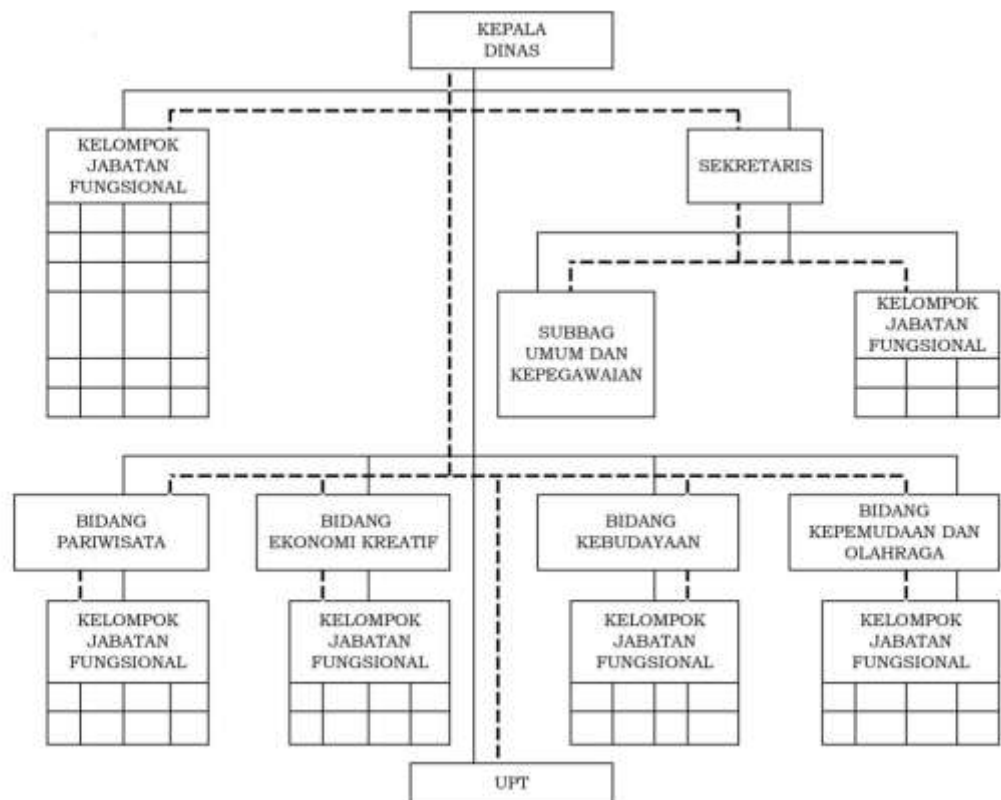 KEPALA
DINAS
KELOMPOK
JABATAN
FUNGSIONAL
SEKRETARIS
SUBBAG
UMUM DAN
KEPEGAWAIAN
KELOMPOK
JABATAN
FUNGSIONAL
BIDANG
PARIWISATA
BIDANG
EKONOMI KREATIF
BIDANG
KEBUDAYAAN
BIDANG
KEPEMUDAAN DAN
OLAHRAGA
KELOMPOK
JABATAN
FUNGSIONAL
KELOMPOK
JABATAN
FUNGSIONAL
KELOMPOK
JABATAN
FUNGSIONAL
KELOMPOK
JABATAN
FUNGSIONAL
UPT